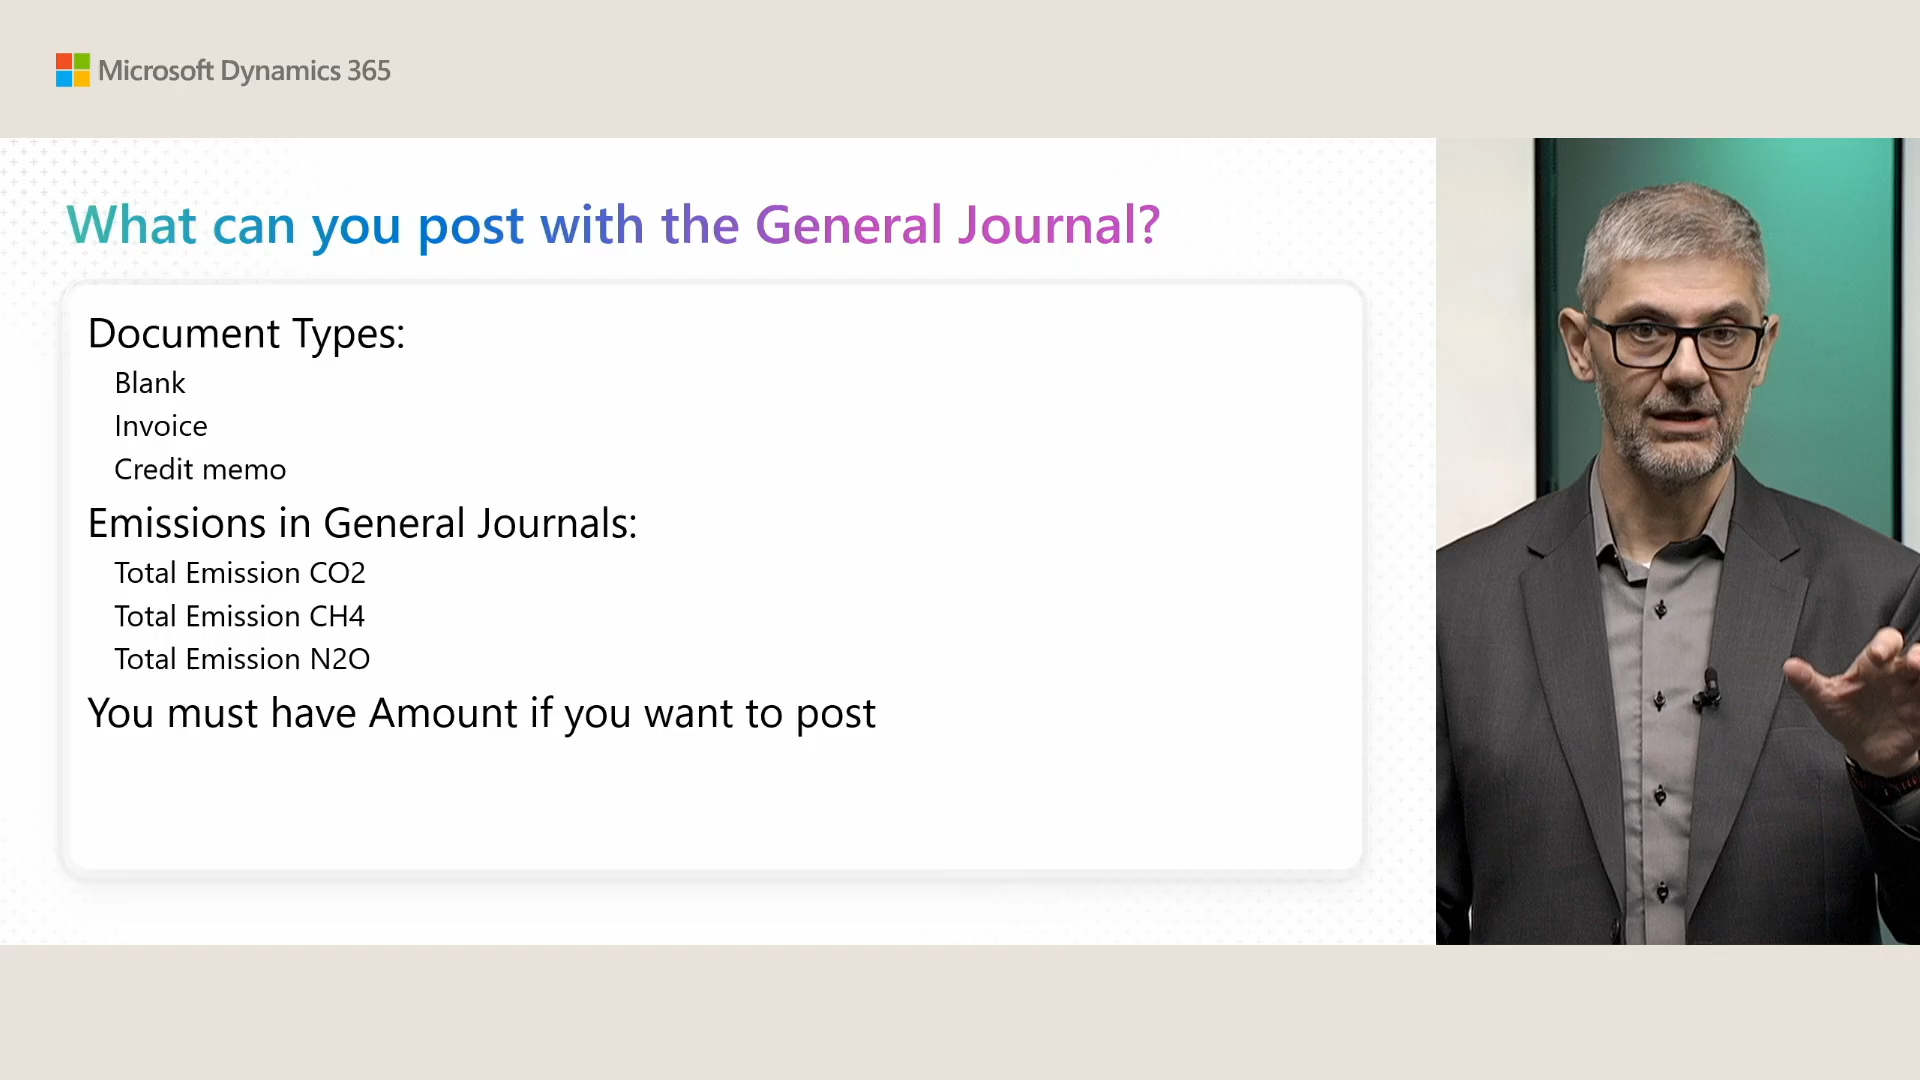 Microsoft Dynamics 365
What can you post with the General Journal?
Document Types:
Blank
Invoice
Credit memo
Emissions in General Journals:
Total Emission CO2
Total Emission CH4
Total Emission N2O
You must have Amount if you want to post